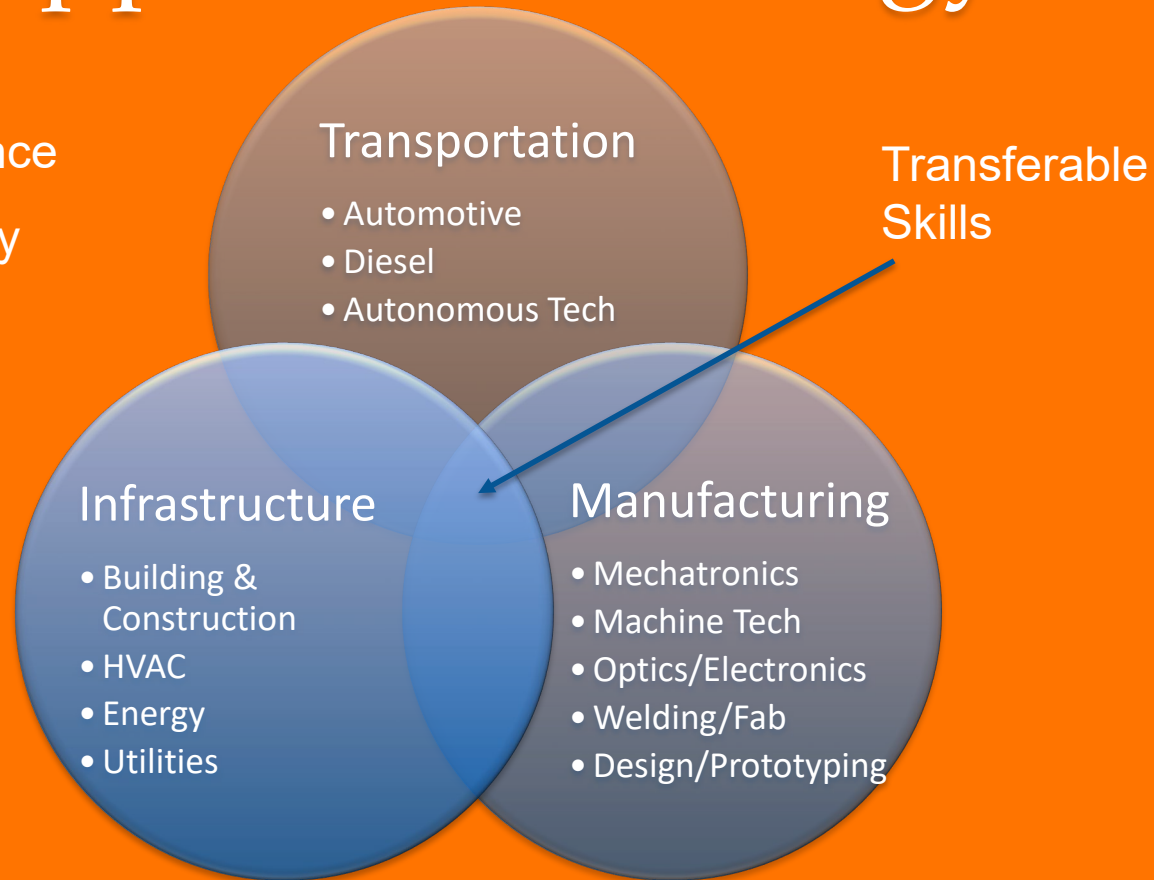 Transportation
• Automotive
• Diesel
• Autonomous Tech
Transferable
Skills
Infrastructure
• Building &
Construction
• HVAC
• Energy
• Utilities
Manufacturing
• Mechatronics
• Machine Tech
• Optics/Electronics
• Welding/Fab
• Design/Prototyping